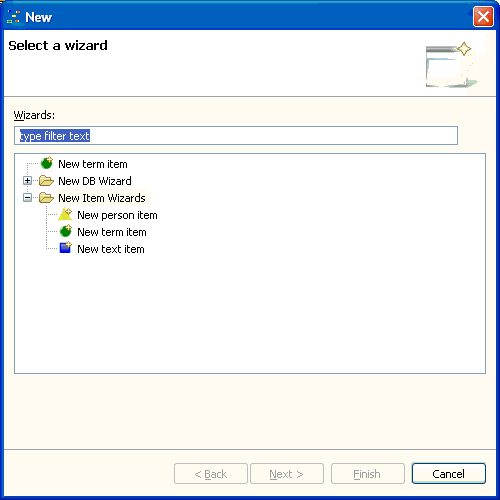 New
Select a wizard
Wizards:
type filter text
New term item
New DB Wizard
New Item Wizards
New person item
New term item
New text item
< Back
Next >
Finish
Cancel